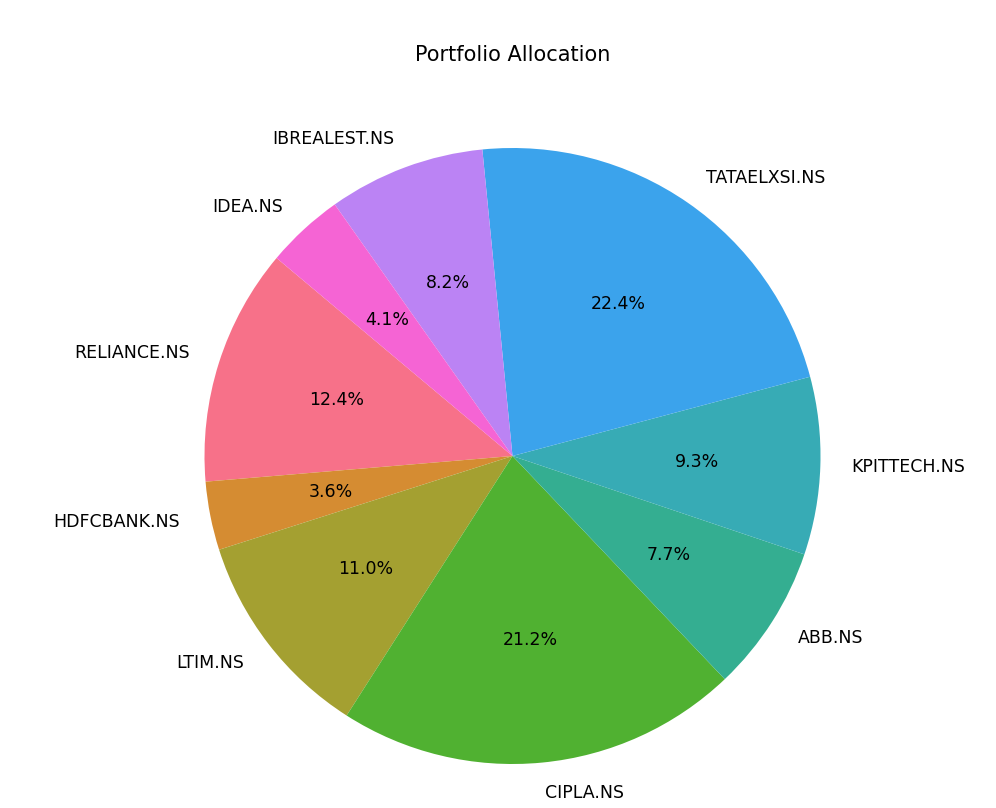 Portfolio Allocation
IBREALEST.NS
TATAELXSI.NS
IDEA.NS
8.2%
22.4%
4.1%
RELIANCE.NS
12.4%
9.3%
KPITTECH.NS
3.6%
HDFCBANK.NS
7.7%
11.0%
ABB.NS
21.2%
LTIM.NS
CIPLA.NS